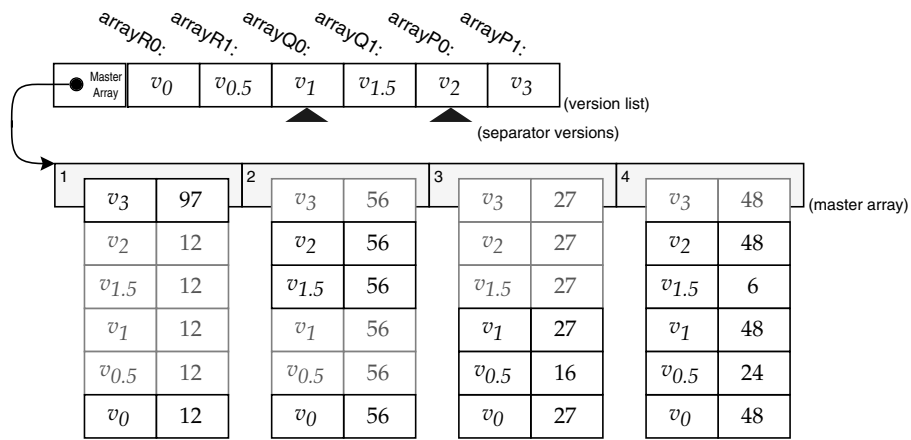 arrayR0: arrayR1: arrayQ0: arrayQ1: arrayP0: arrayP1:
Master Array v0 v0.5 v1 v1.5 v2 v3
(version list)
(separator versions)
1 2 3 4
v3 97 v3 56 v3 27 v3 48
(master array)
v2 12 v2 56 v2 27 v2 48
v1.5 12 v1.5 56 v1.5 27 v1.5 6
v1 12 v1 56 v1 27 v1 48
v0.5 12 v0.5 56 v0.5 16 v0.5 24
v0 12 v0 56 v0 27 v0 48